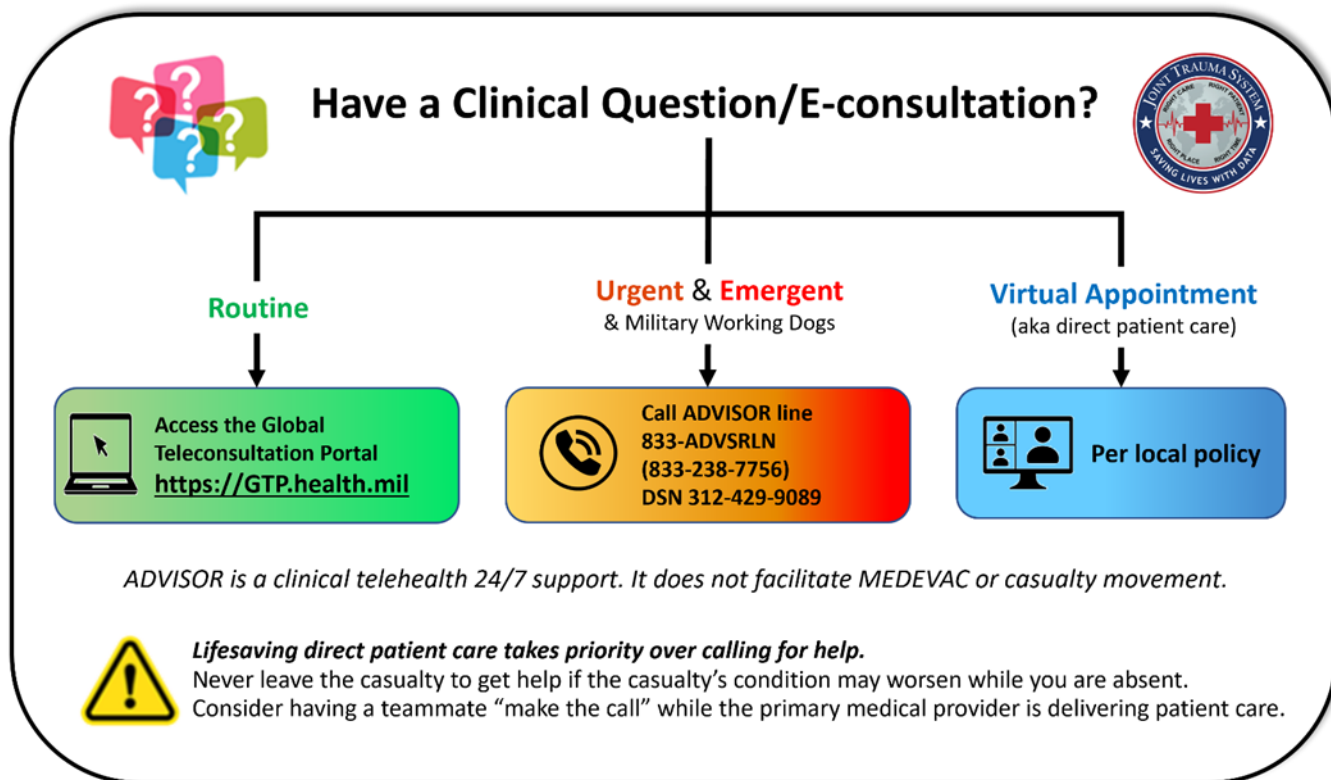 Have a Clinical Question/E-consultation?
JOINT TRAUMA SYSTEM
RIGHT CARE
RIGHT PATIENT
RIGHT PLACE
RIGHT TIME
SAVING LIVES WITH DATA
Routine
Access the Global
Teleconsultation Portal
https://GTP.health.mil
Urgent & Emergent
& Military Working Dogs
Call ADVISOR line
833-ADVSRLN
(833-238-7756)
DSN 312-429-9089
Virtual Appointment
(aka direct patient care)
Per local policy
ADVISOR is a clinical telehealth 24/7 support. It does not facilitate MEDEVAC or casualty movement.
Lifesaving direct patient care takes priority over calling for help.
Never leave the casualty to get help if the casualty’s condition may worsen while you are absent.
Consider having a teammate “make the call” while the primary medical provider is delivering patient care.